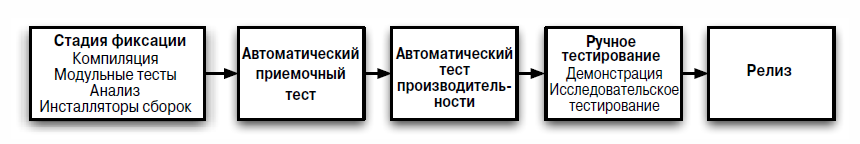 Стадия фиксации
Компиляция
Модульные тесты
Анализ
Инсталляторы сборок
Автоматический
приемочный
тест
Автоматический
тест
производитель-
ности
Ручное
тестирование
Демонстрация
Исследовательское
тестирование
Релиз